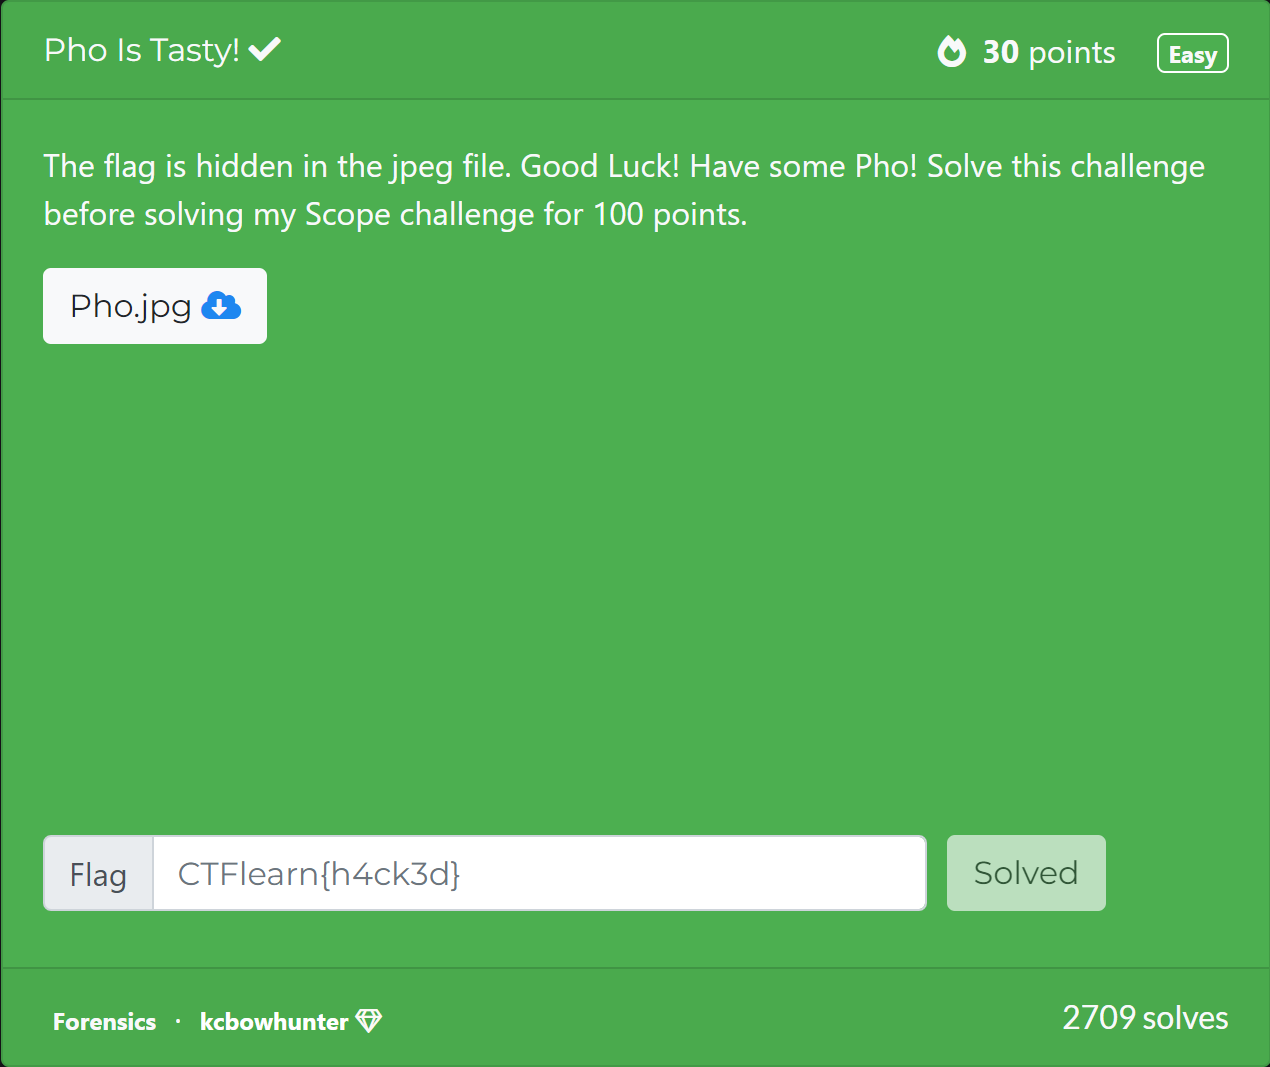 Pho Is Tasty!
30 points
Easy
The flag is hidden in the jpeg file. Good Luck! Have some Pho! Solve this challenge
before solving my Scope challenge for 100 points.
Pho.jpg
Flag
CTFlearn{h4ck3d}
Solved
Forensics · kcbowhunter
2709 solves